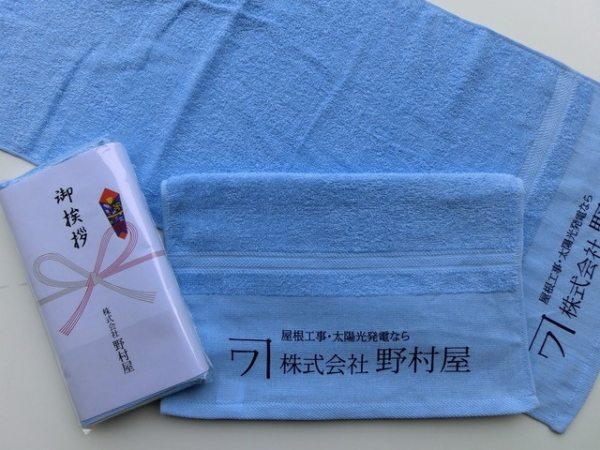 御挨拶
株式会社 野村屋
屋根工事・太陽光発電なら
株式会社 野村屋
屋根工事・太陽光発電なら
株式会社